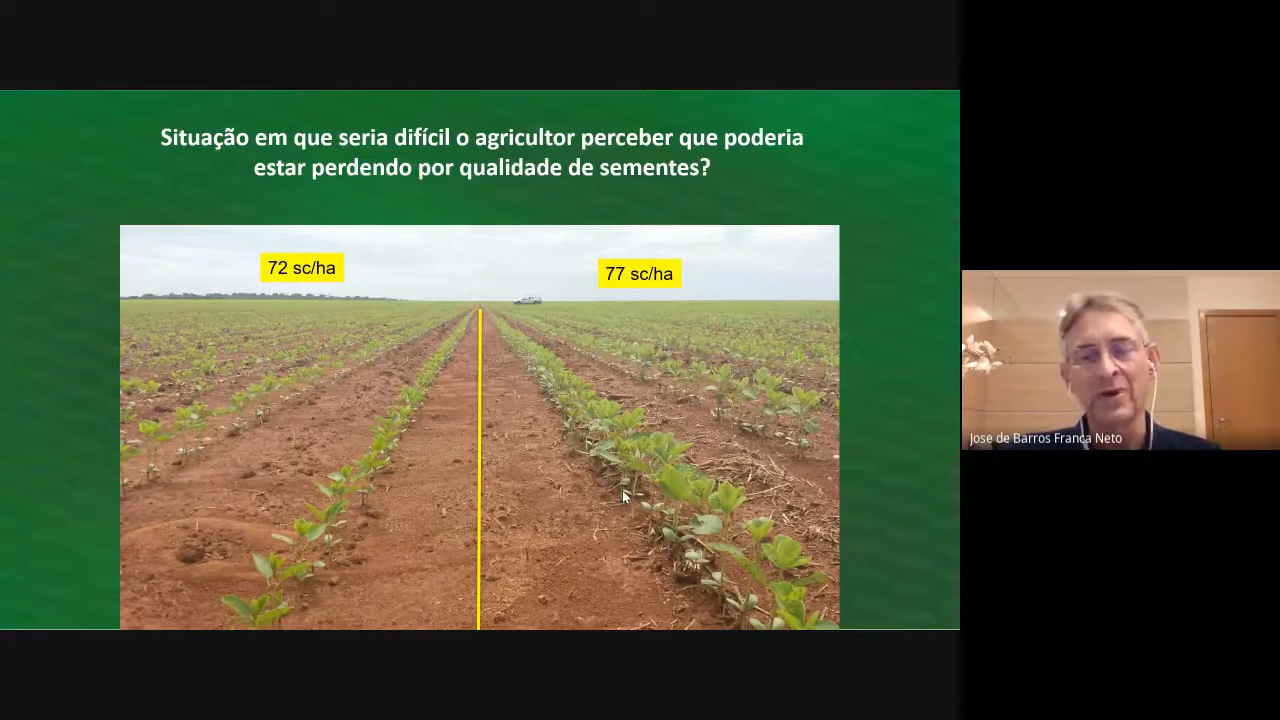 Situação em que seria difícil o agricultor perceber que poderia
estar perdendo por qualidade de sementes?
72 sc/ha
77 sc/ha
Jose de Barros França Neto